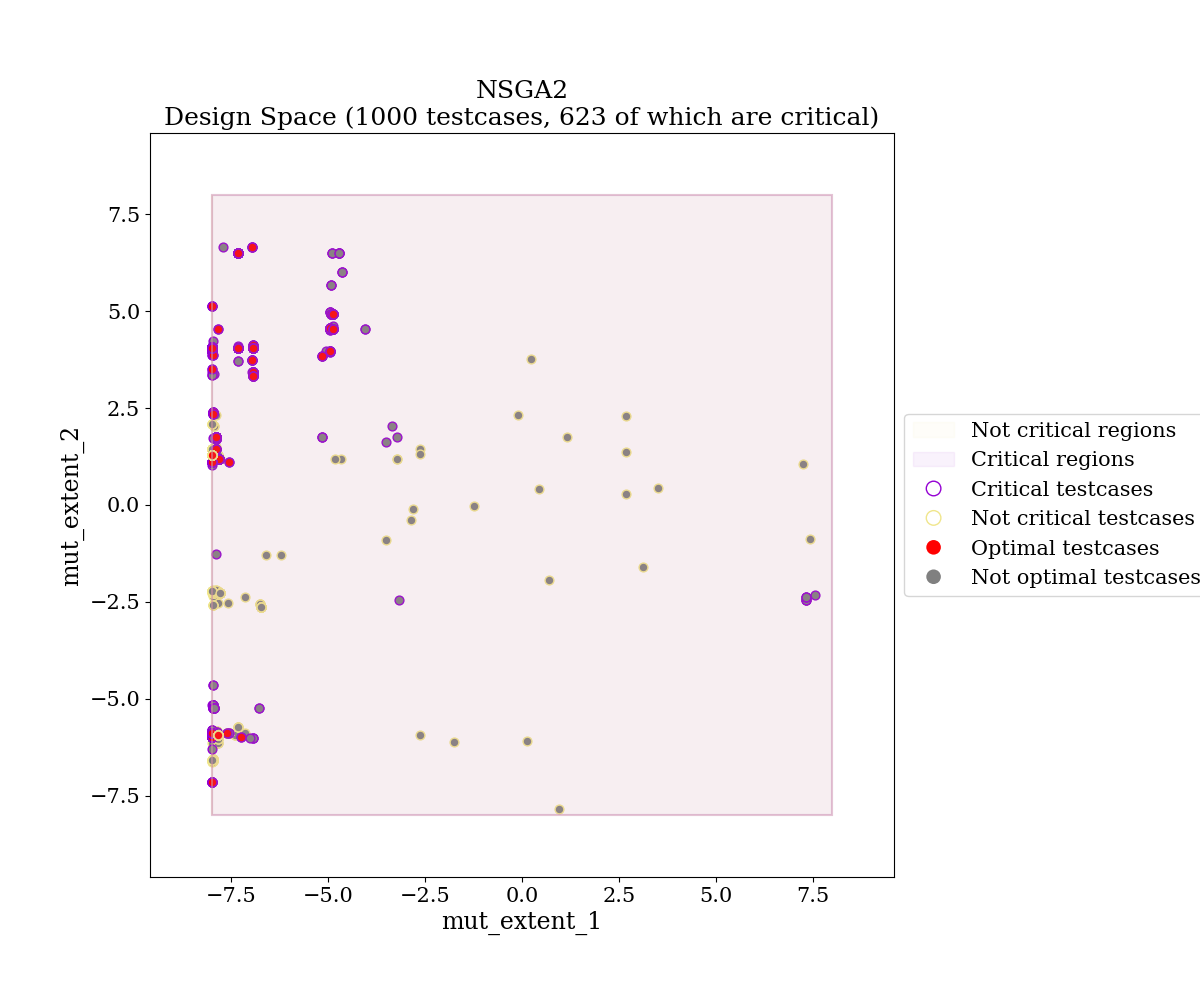 NSGA2
Design Space (1000 testcases, 623 of which are critical)
7.5
5.0
2.5
0.0
−2.5
−5.0
−7.5
mut_extent_2
−7.5 −5.0 −2.5 0.0 2.5 5.0 7.5
mut_extent_1
Not critical regions
Critical regions
Critical testcases
Not critical testcases
Optimal testcases
Not optimal testcases